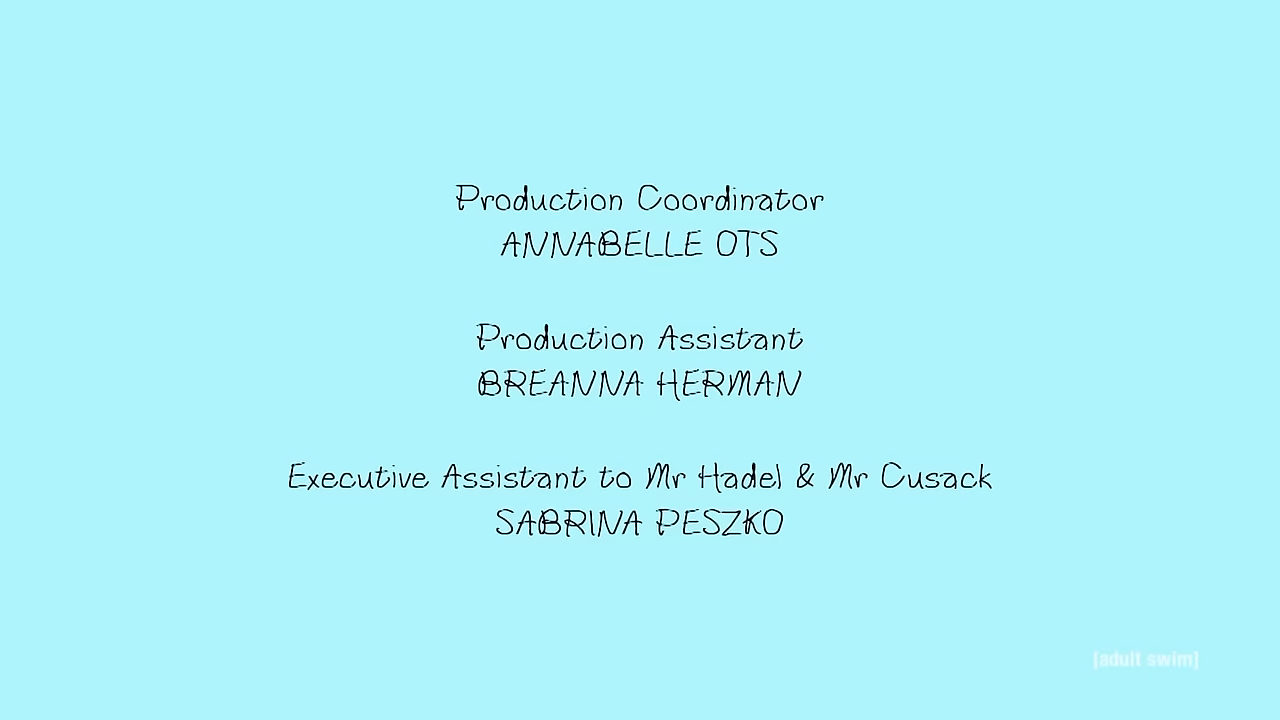 Production Coordinator
ANNABELLE OTS
Production Assistant
BREANNA HERMAN
Executive Assistant to Mr Hadel & Mr Cusack
SABRINA PESZKO
[adult swim]